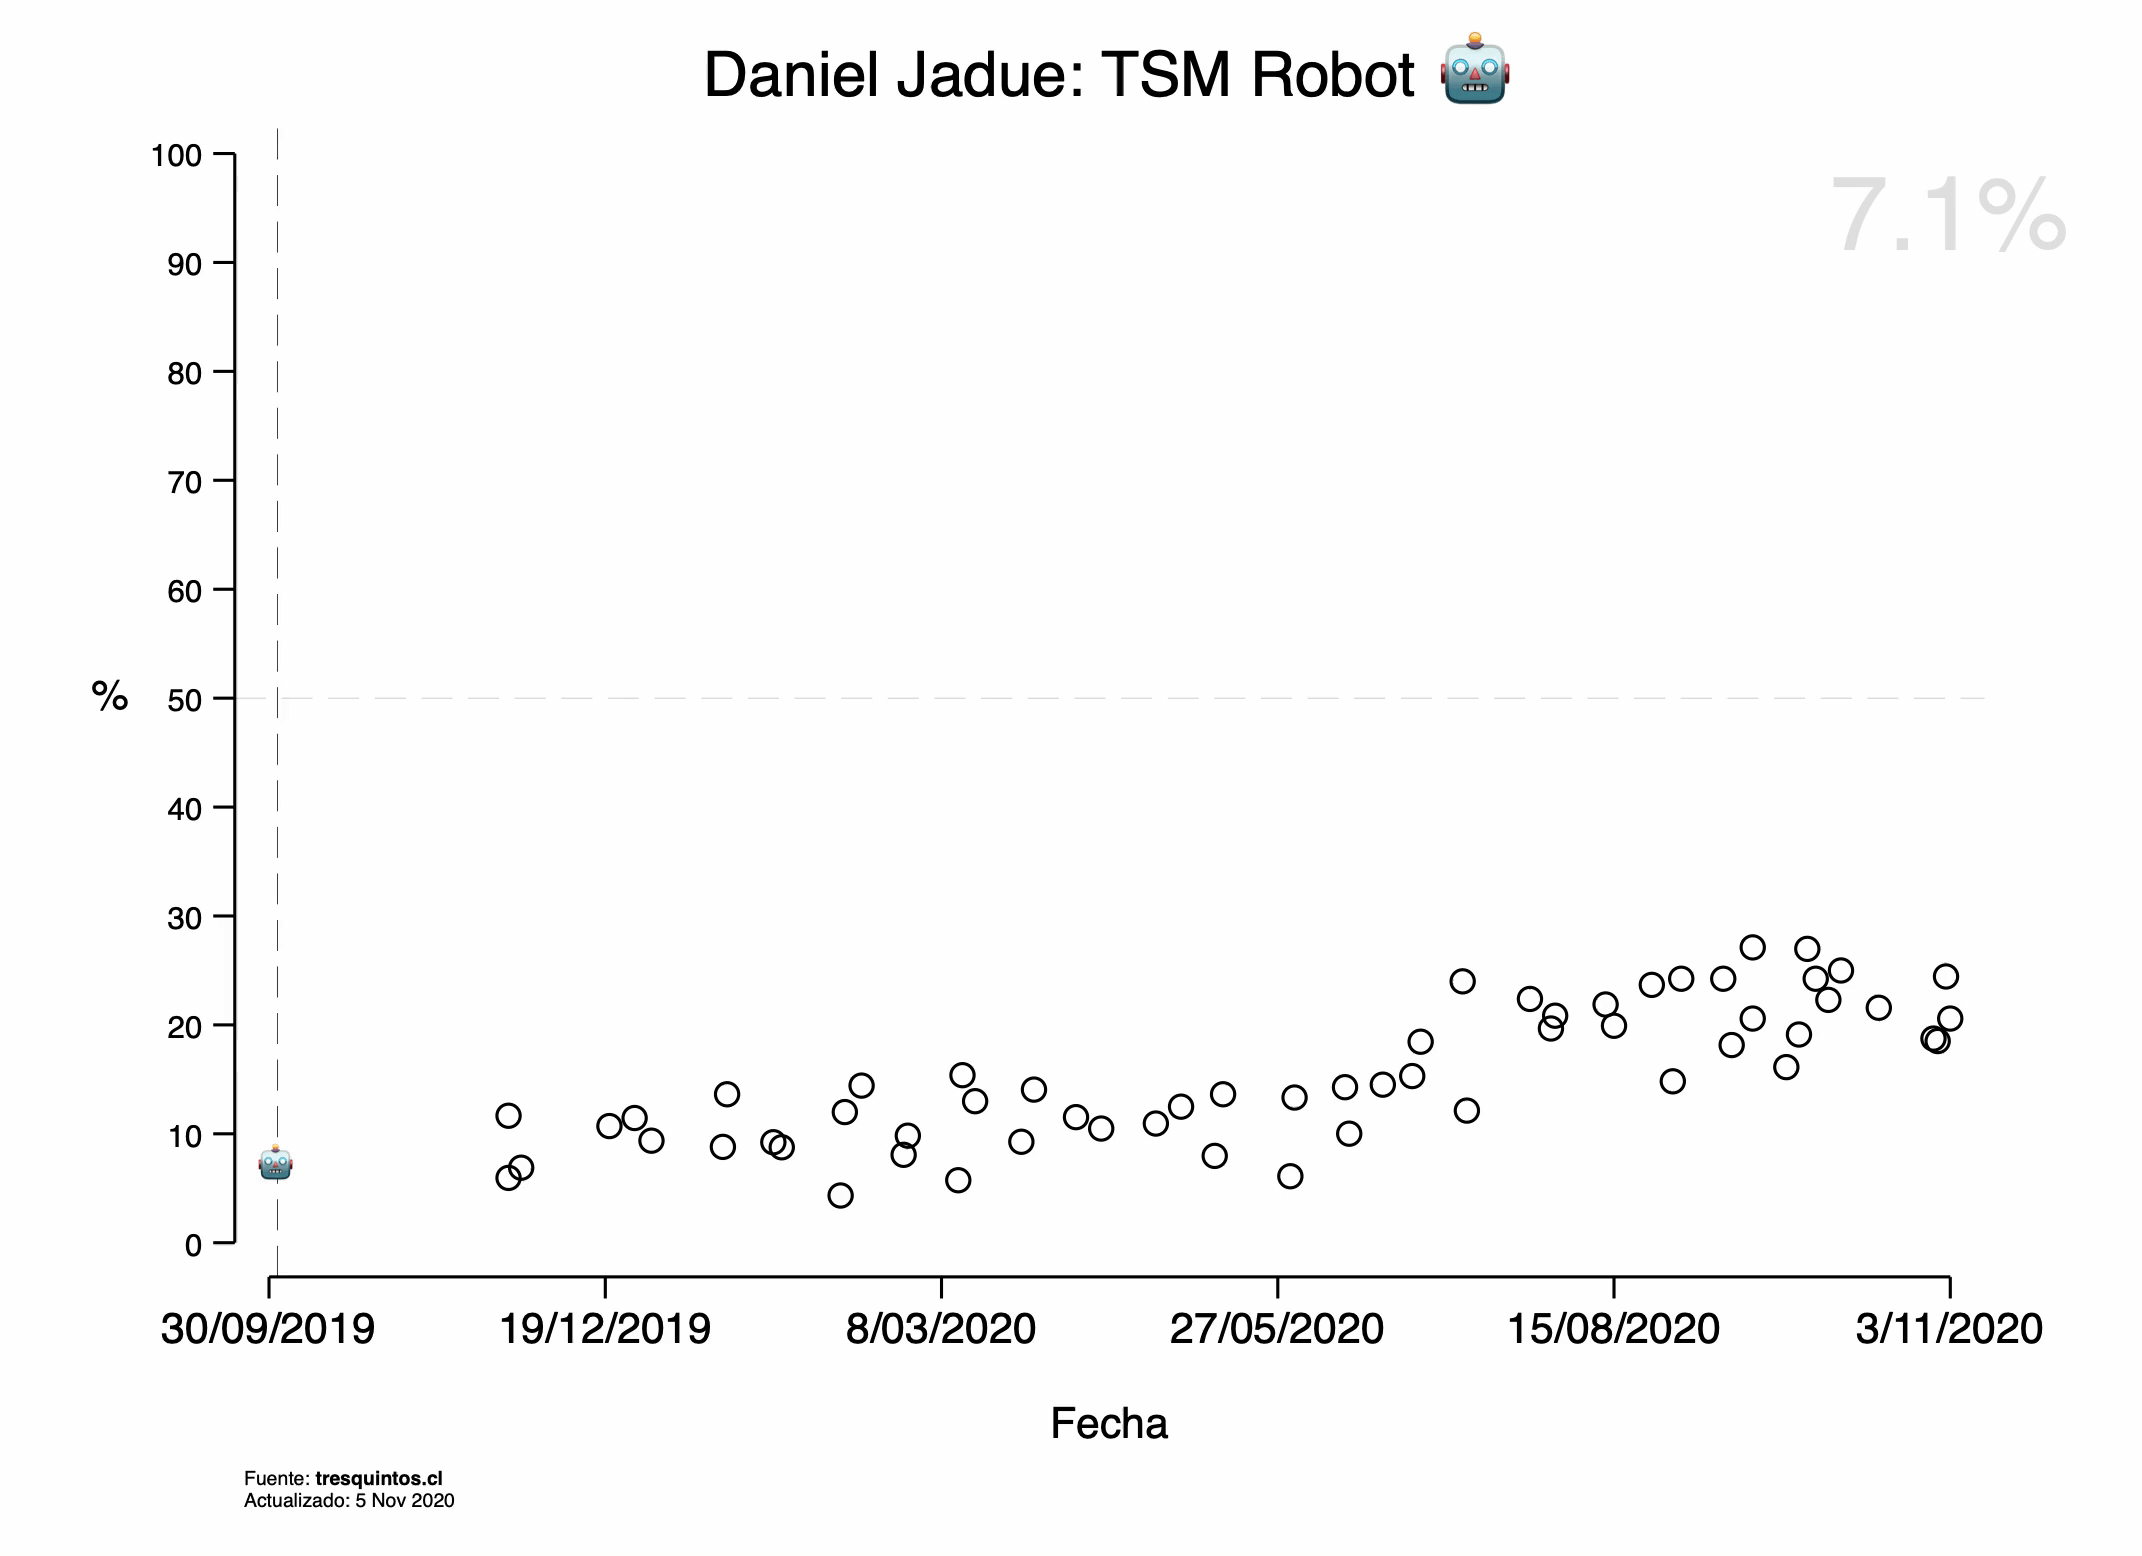 Daniel Jadue: TSM Robot 🤖
7.1%
100
90
80
70
60
50
40
30
20
10
0
%
30/09/2019 19/12/2019 8/03/2020 27/05/2020 15/08/2020 3/11/2020
Fecha
Fuente: tresquintos.cl
Actualizado: 5 Nov 2020